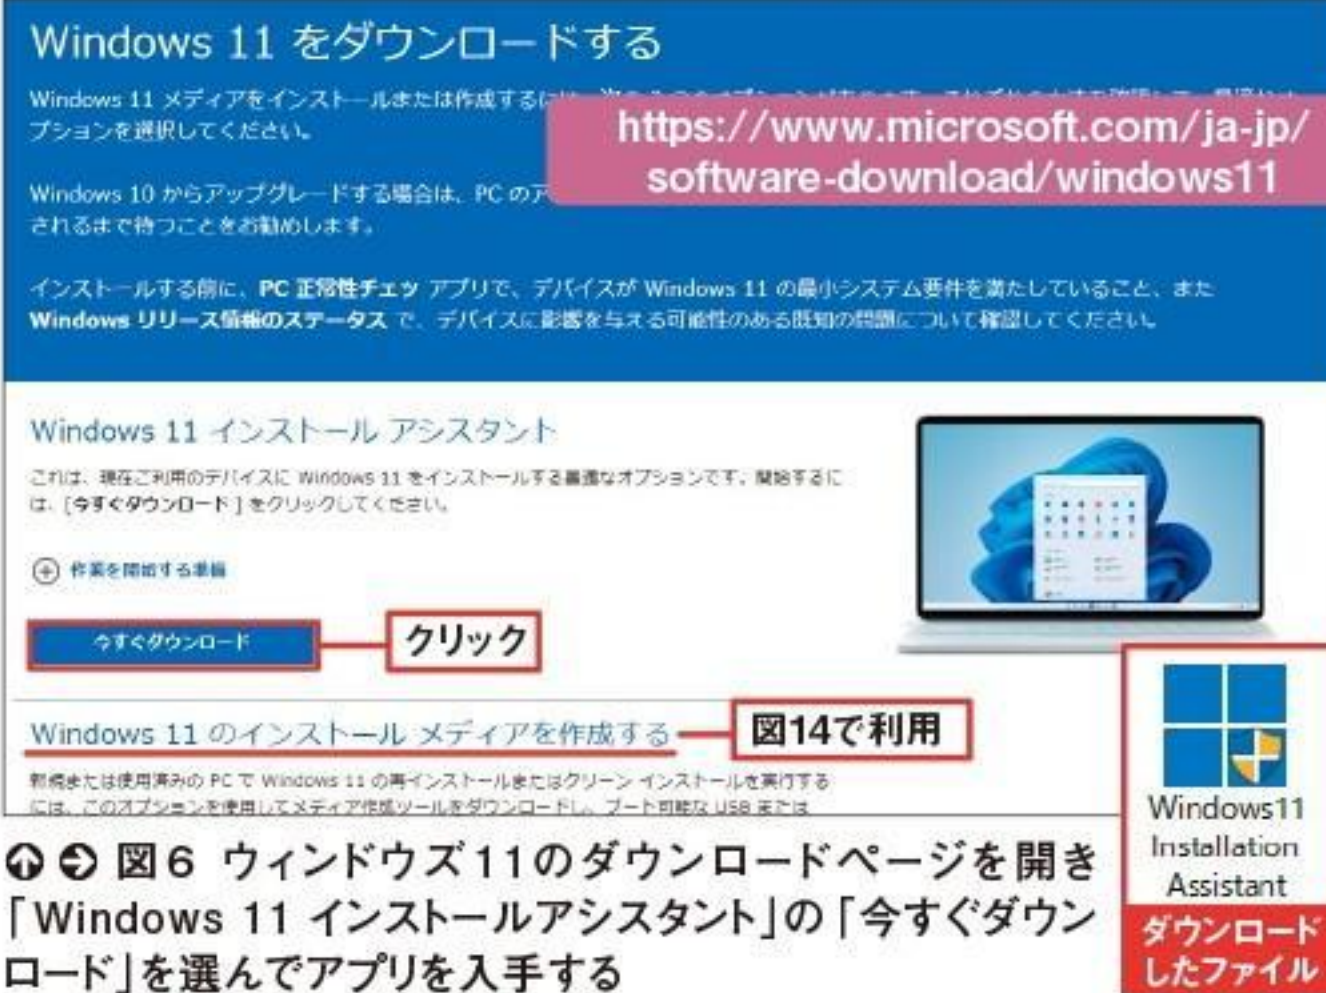 Windows 11 をダウンロードする
Windows 11 メディアをインストールまたは作成するには、
プションを選択してください。
https://www.microsoft.com/ja-jp/
software-download/windows11
Windows 10 からアップグレードする場合は、PC のア
されるまで待つことをお勧めします。
インストールする前に、PC 正常性チェッ アプリで、デバイスが Windows 11 の最小システム要件を満たしていること、また
Windows リリース情報のステータス で、デバイスに影響を与える可能性のある既知の問題について確認してください。
Windows 11 インストール アシスタント
これは、現在ご利用のデバイスに Windows 11 をインストールする最適なオプションです。開始するに
は、[今すぐダウンロード] をクリックしてください。
作業を開始する準備
今すぐダウンロード
クリック
Windows 11 のインストール メディアを作成する
図14で利用
新規または使用済みの PC で Windows 11 の再インストールまたはクリーン インストールを実行する
には、このオプションを使用してメディア作成ツールをダウンロードし、ブート可能な USB または
Windows11
Installation
Assistant
ダウンロード
したファイル
図6 ウィンドウズ11のダウンロードページを開き
「Windows 11 インストールアシスタント」の「今すぐダウン
ロード」を選んでアプリを入手する